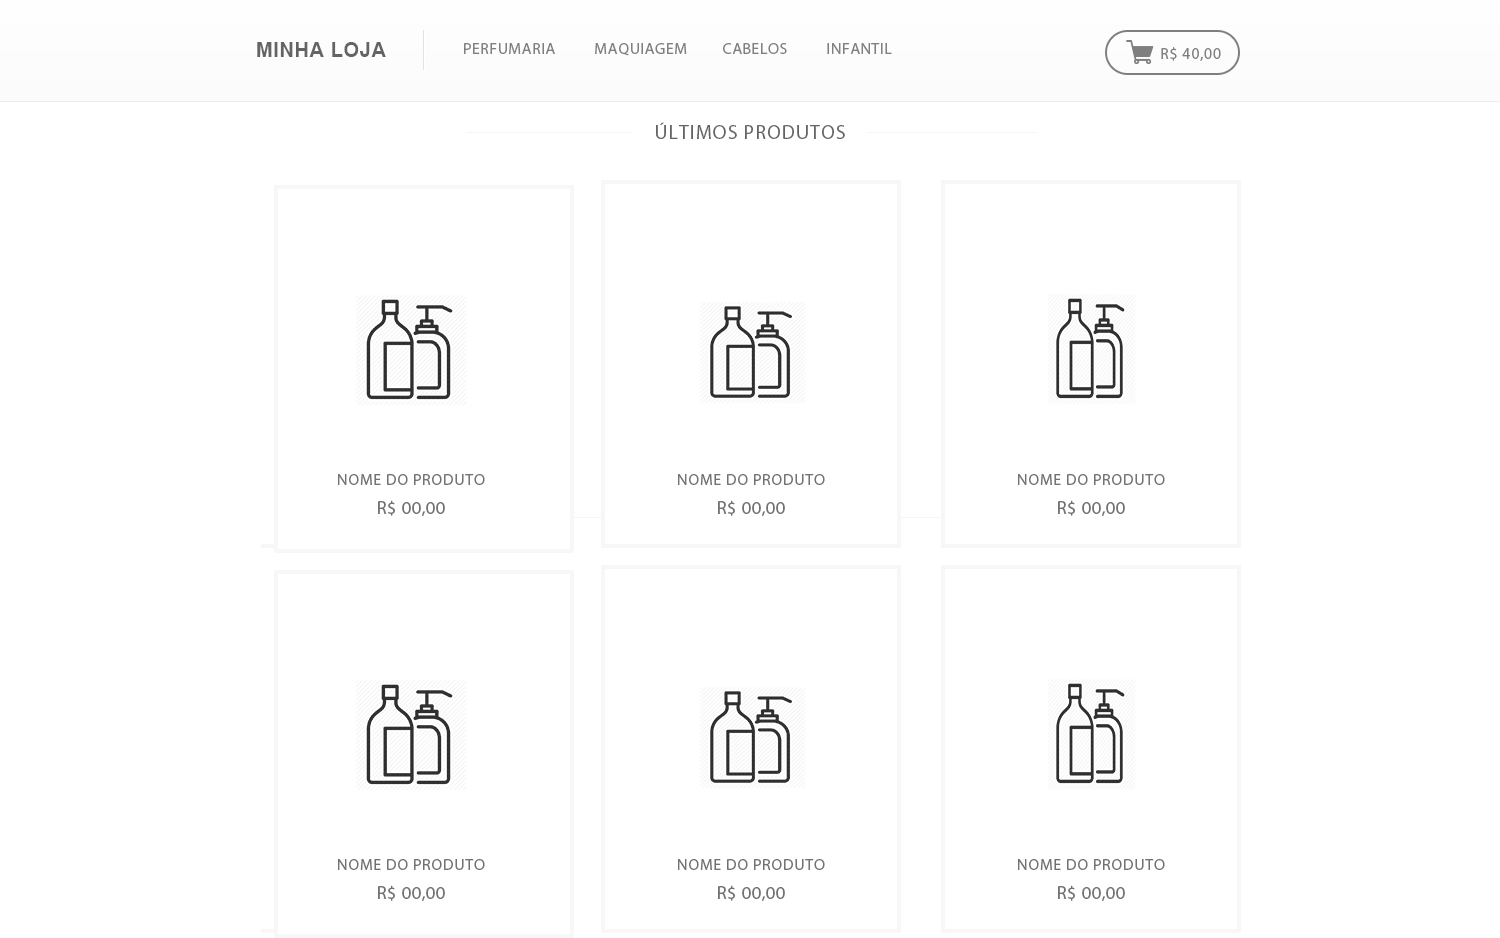 MINHA LOJA
PERFUMARIA MAQUIAGEM CABELOS INFANTIL
R$ 40,00
ÚLTIMOS PRODUTOS
NOME DO PRODUTO
R$ 00,00
NOME DO PRODUTO
R$ 00,00
NOME DO PRODUTO
R$ 00,00
NOME DO PRODUTO
R$ 00,00
NOME DO PRODUTO
R$ 00,00
NOME DO PRODUTO
R$ 00,00